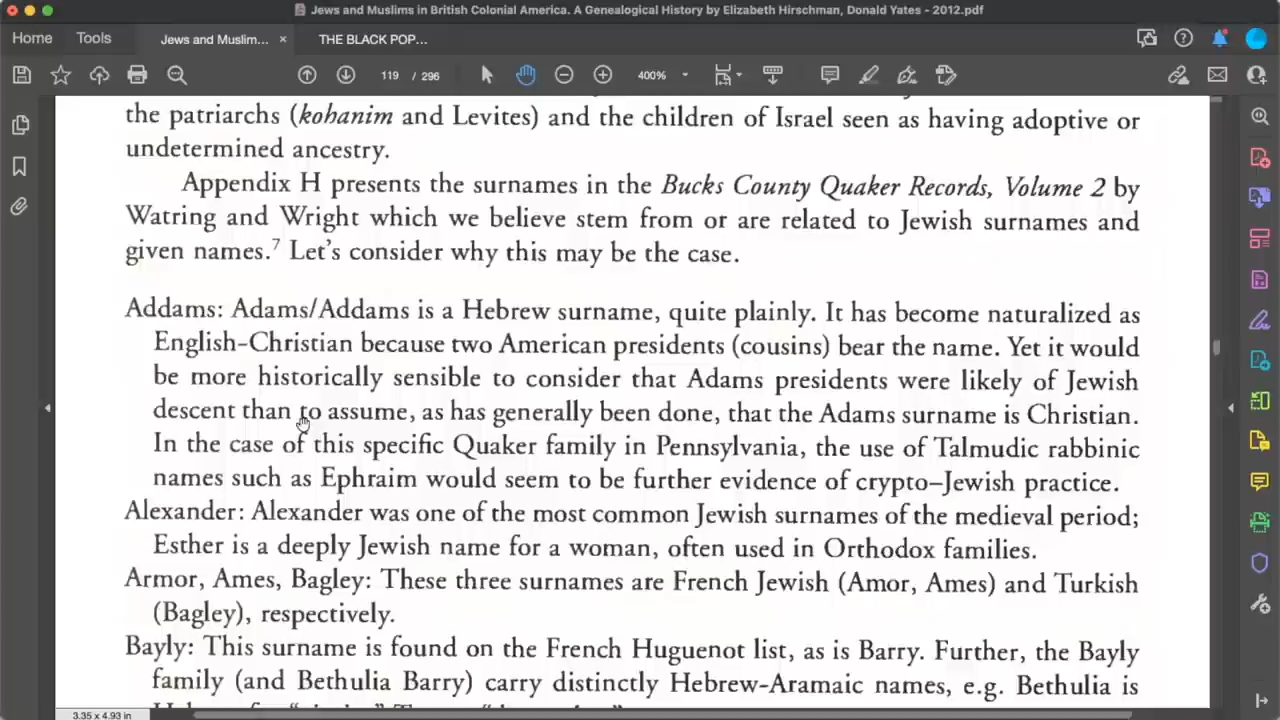 Jews and Muslims in British Colonial America. A Genealogical History by Elizabeth Hirschman, Donald Yates - 2012.pdf
Home Tools Jews and Muslim... × THE BLACK POP...
119 / 296 400%
the patriarchs (kohanim and Levites) and the children of Israel seen as having adoptive or
undetermined ancestry.
Appendix H presents the surnames in the Bucks County Quaker Records, Volume 2 by
Watring and Wright which we believe stem from or are related to Jewish surnames and
given names.7 Let's consider why this may be the case.
Addams: Adams/Addams is a Hebrew surname, quite plainly. It has become naturalized as
English-Christian because two American presidents (cousins) bear the name. Yet it would
be more historically sensible to consider that Adams presidents were likely of Jewish
descent than to assume, as has generally been done, that the Adams surname is Christian.
In the case of this specific Quaker family in Pennsylvania, the use of Talmudic rabbinic
names such as Ephraim would seem to be further evidence of crypto–Jewish practice.
Alexander: Alexander was one of the most common Jewish surnames of the medieval period;
Esther is a deeply Jewish name for a woman, often used in Orthodox families.
Armor, Ames, Bagley: These three surnames are French Jewish (Amor, Ames) and Turkish
(Bagley), respectively.
Bayly: This surname is found on the French Huguenot list, as is Barry. Further, the Bayly
family (and Bethulia Barry) carry distinctly Hebrew-Aramaic names, e.g. Bethulia is
3.35 x 4.93 in